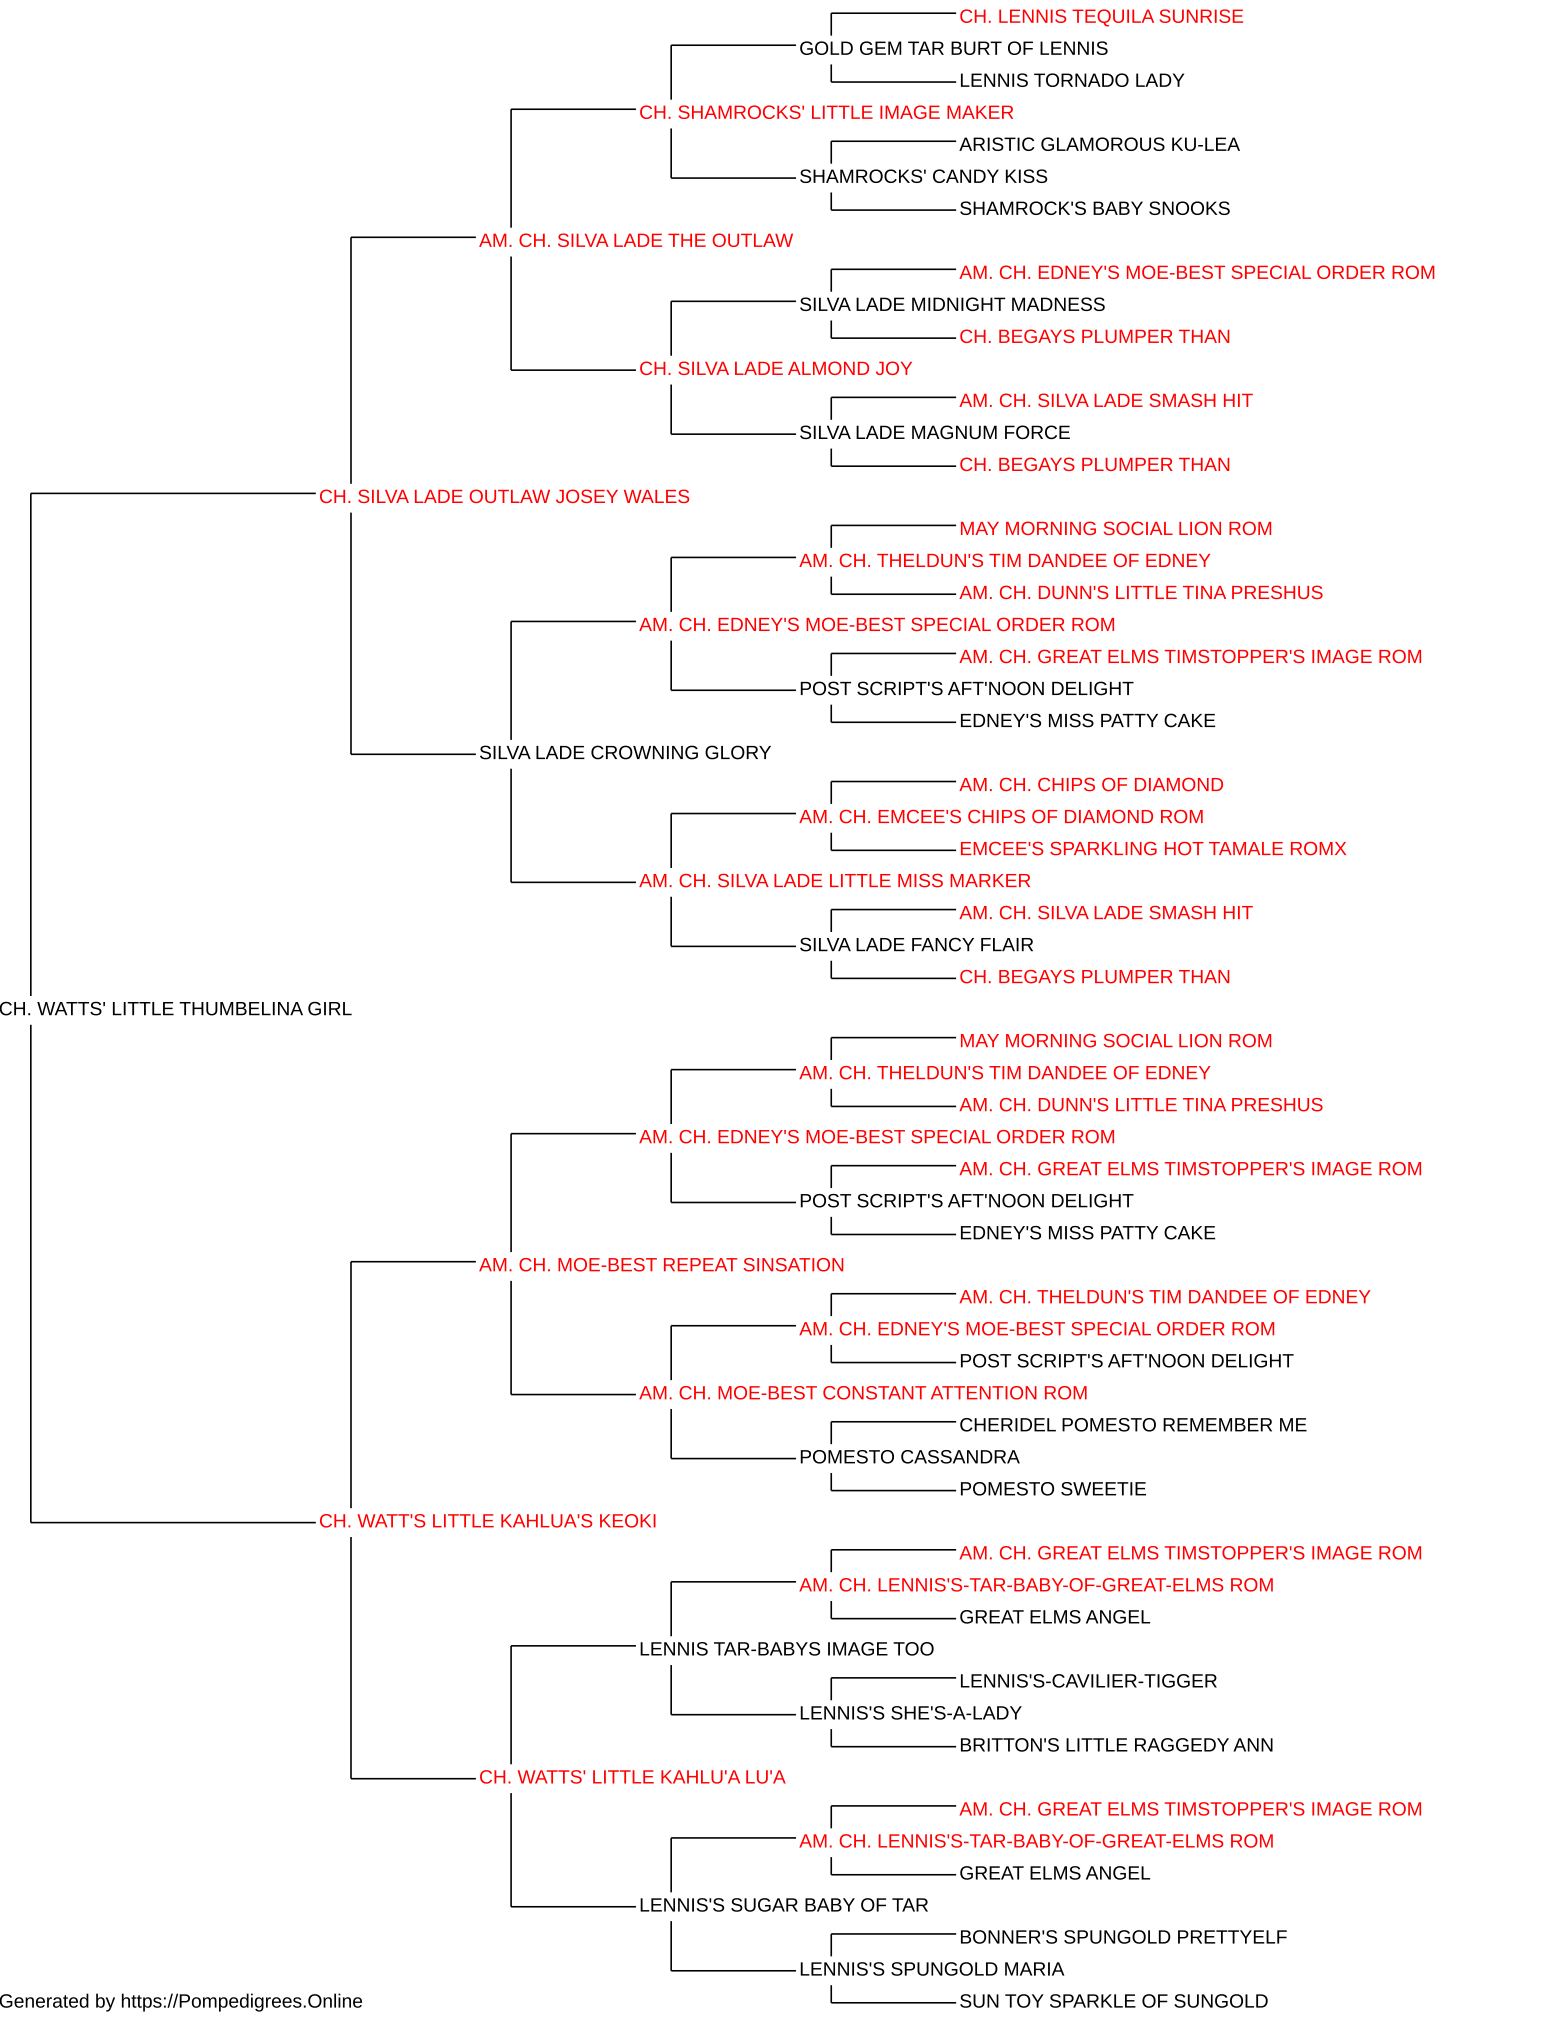 CH. LENNIS TEQUILA SUNRISE
GOLD GEM TAR BURT OF LENNIS
LENNIS TORNADO LADY
CH. SHAMROCKS' LITTLE IMAGE MAKER
ARISTIC GLAMOROUS KU-LEA
SHAMROCKS' CANDY KISS
SHAMROCK'S BABY SNOOKS
AM. CH. SILVA LADE THE OUTLAW
AM. CH. EDNEY'S MOE-BEST SPECIAL ORDER ROM
SILVA LADE MIDNIGHT MADNESS
CH. BEGAYS PLUMPER THAN
CH. SILVA LADE ALMOND JOY
AM. CH. SILVA LADE SMASH HIT
SILVA LADE MAGNUM FORCE
CH. BEGAYS PLUMPER THAN
CH. SILVA LADE OUTLAW JOSEY WALES
MAY MORNING SOCIAL LION ROM
AM. CH. THELDUN'S TIM DANDEE OF EDNEY
AM. CH. DUNN'S LITTLE TINA PRESHUS
AM. CH. EDNEY'S MOE-BEST SPECIAL ORDER ROM
AM. CH. GREAT ELMS TIMSTOPPER'S IMAGE ROM
POST SCRIPT'S AFT'NOON DELIGHT
EDNEY'S MISS PATTY CAKE
SILVA LADE CROWNING GLORY
AM. CH. CHIPS OF DIAMOND
AM. CH. EMCEE'S CHIPS OF DIAMOND ROM
EMCEE'S SPARKLING HOT TAMALE ROMX
AM. CH. SILVA LADE LITTLE MISS MARKER
AM. CH. SILVA LADE SMASH HIT
SILVA LADE FANCY FLAIR
CH. BEGAYS PLUMPER THAN
CH. WATTS' LITTLE THUMBELINA GIRL
MAY MORNING SOCIAL LION ROM
AM. CH. THELDUN'S TIM DANDEE OF EDNEY
AM. CH. DUNN'S LITTLE TINA PRESHUS
AM. CH. EDNEY'S MOE-BEST SPECIAL ORDER ROM
AM. CH. GREAT ELMS TIMSTOPPER'S IMAGE ROM
POST SCRIPT'S AFT'NOON DELIGHT
EDNEY'S MISS PATTY CAKE
AM. CH. MOE-BEST REPEAT SINSATION
AM. CH. THELDUN'S TIM DANDEE OF EDNEY
AM. CH. EDNEY'S MOE-BEST SPECIAL ORDER ROM
POST SCRIPT'S AFT'NOON DELIGHT
AM. CH. MOE-BEST CONSTANT ATTENTION ROM
CHERIDEL POMESTO REMEMBER ME
POMESTO CASSANDRA
POMESTO SWEETIE
CH. WATT'S LITTLE KAHLUA'S KEOKI
AM. CH. GREAT ELMS TIMSTOPPER'S IMAGE ROM
AM. CH. LENNIS'S-TAR-BABY-OF-GREAT-ELMS ROM
GREAT ELMS ANGEL
LENNIS TAR-BABYS IMAGE TOO
LENNIS'S-CAVILIER-TIGGER
LENNIS'S SHE'S-A-LADY
BRITTON'S LITTLE RAGGEDY ANN
CH. WATTS' LITTLE KAHLU'A LU'A
AM. CH. GREAT ELMS TIMSTOPPER'S IMAGE ROM
AM. CH. LENNIS'S-TAR-BABY-OF-GREAT-ELMS ROM
GREAT ELMS ANGEL
LENNIS'S SUGAR BABY OF TAR
BONNER'S SPUNGOLD PRETTYELF
LENNIS'S SPUNGOLD MARIA
SUN TOY SPARKLE OF SUNGOLD
Generated by https://Pompedigrees.Online